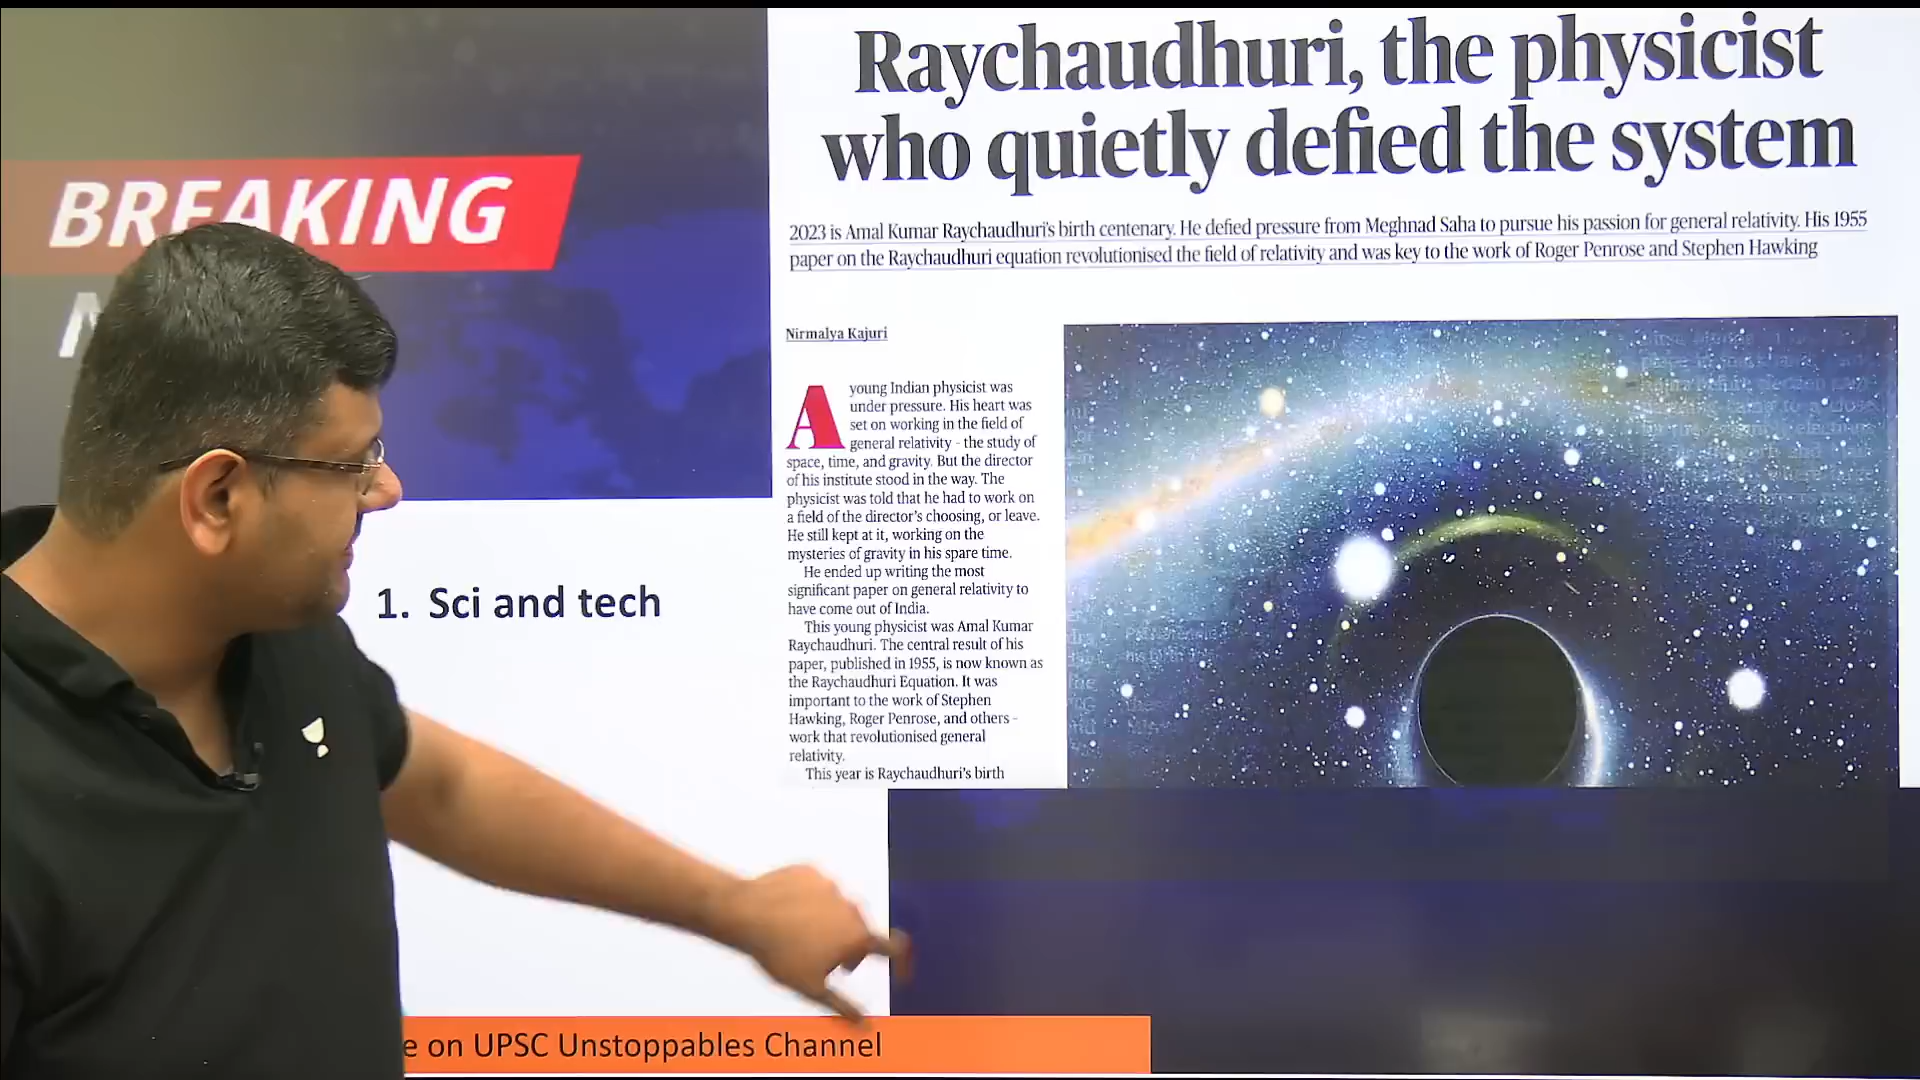 BREAKING
N
1. Sci and tech
e on UPSC Unstoppables Channel
Raychaudhuri, the physicist
who quietly defied the system
2023 is Amal Kumar Raychaudhuri's birth centenary. He defied pressure from Meghnad Saha to pursue his passion for general relativity. His 1955
paper on the Raychaudhuri equation revolutionised the field of relativity and was key to the work of Roger Penrose and Stephen Hawking
Nirmalya Kajuri
A young Indian physicist was
under pressure. His heart was
set on working in the field of
general relativity - the study of
space, time, and gravity. But the director
of his institute stood in the way. The
physicist was told that he had to work on
a field of the director's choosing, or leave.
He still kept at it, working on the
mysteries of gravity in his spare time.
He ended up writing the most
significant paper on general relativity to
have come out of India.
This young physicist was Amal Kumar
Raychaudhuri. The central result of his
paper, published in 1955, is now known as
the Raychaudhuri Equation. It was
important to the work of Stephen
Hawking, Roger Penrose, and others -
work that revolutionised general
relativity.
This year is Raychaudhuri's birth